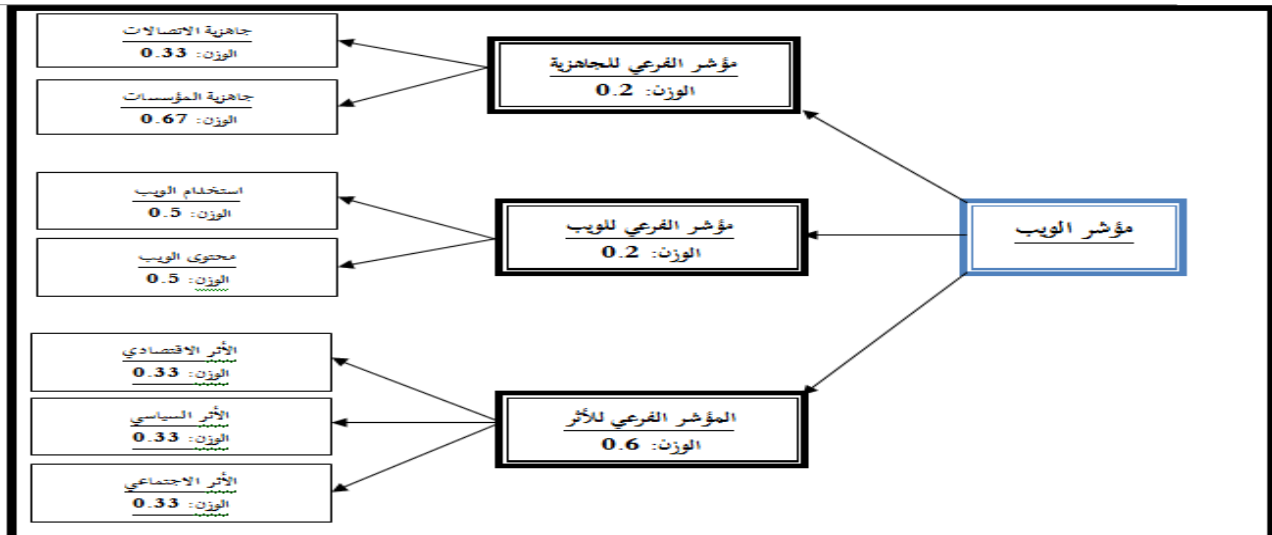 مؤشر الويب
مؤشر الفرعي للجاهزية
الوزن: 0.2
جاهزية الاتصالات
الوزن: 0.33
جاهزية المؤسسات
الوزن: 0.67
مؤشر الفرعي للويب
الوزن: 0.2
استخدام الويب
الوزن: 0.5
محتوى الويب
الوزن: 0.5
المؤشر الفرعي للأثر
الوزن: 0.6
الأثر الاقتصادي
الوزن: 0.33
الأثر السياسي
الوزن: 0.33
الأثر الاجتماعي
الوزن: 0.33